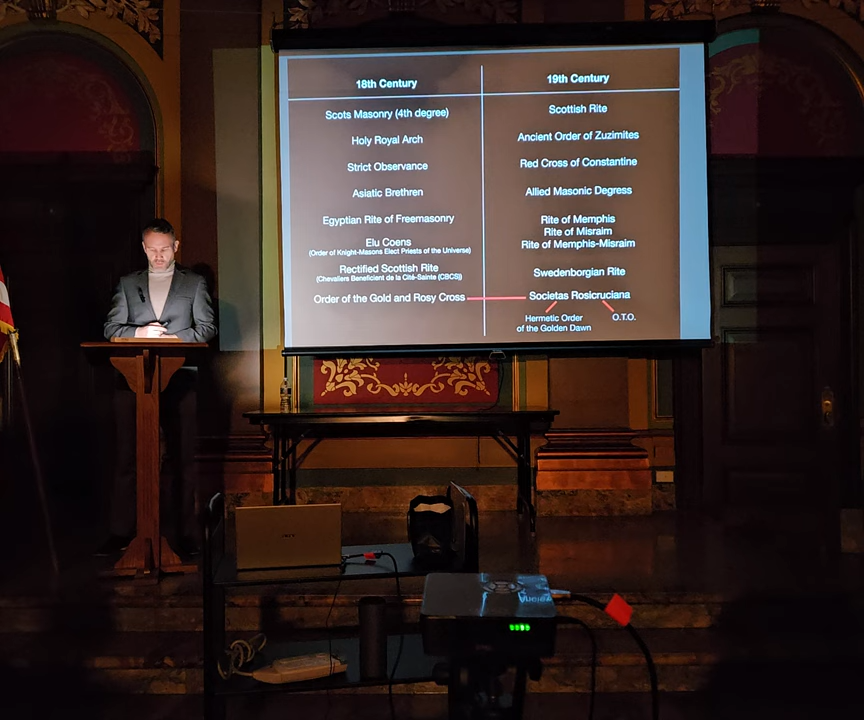 18th Century
19th Century
Scots Masonry (4th degree)
Scottish Rite
Holy Royal Arch
Ancient Order of Zuzimites
Strict Observance
Red Cross of Constantine
Asiatic Brethren
Allied Masonic Degress
Egyptian Rite of Freemasonry
Rite of Memphis
Rite of Misraim
Rite of Memphis-Misraim
Elu Coens
(Order of Knight-Masons Elect Priests of the Universe)
Rectified Scottish Rite
(Chevaliers Beneficient de la Cité-Sainte (CBCS))
Swedenborgian Rite
Order of the Gold and Rosy Cross
Societas Rosicruciana
Hermetic Order
of the Golden Dawn
O.T.O.